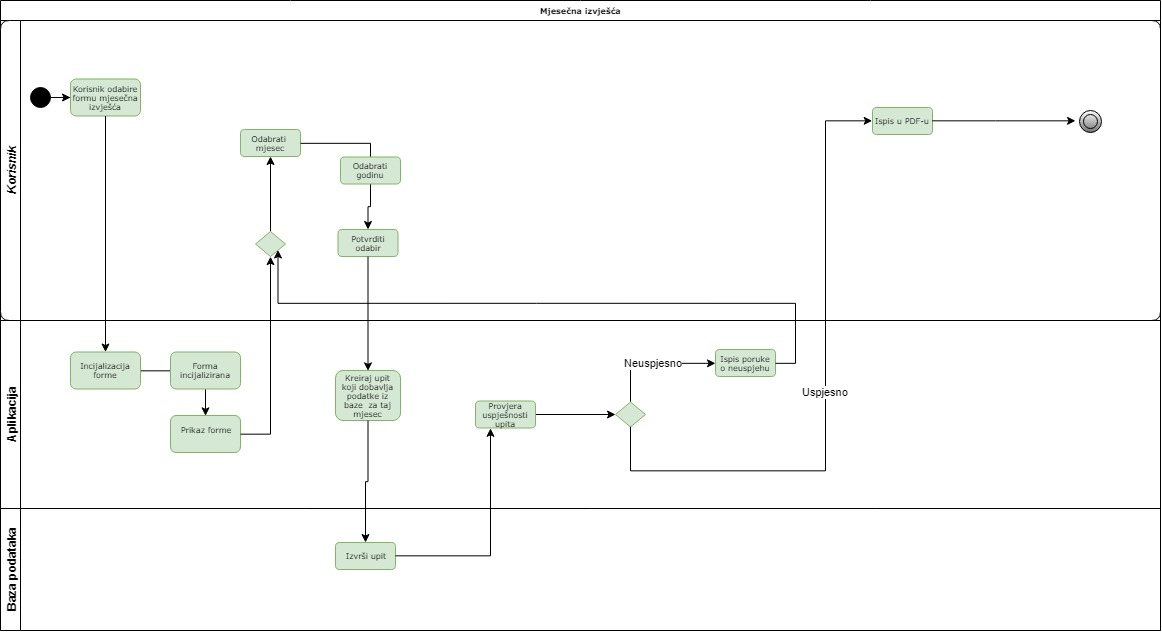 Mjesečna izvješća
Korisnik
Korisnik odabire
formu mjesečna
izvješća
Odabrati
mjesec
Odabrati
godinu
Potvrditi
odabir
Ispis u PDF-u
Aplikacija
Incijalizacija
forme
Forma
incijalizirana
Prikaz forme
Kreiraj upit
koji dobavlja
podatke iz
baze za taj
mjesec
Provjera
uspješnosti
upita
Neuspjesno
Ispis poruke
o neuspjehu
Uspjesno
Baza podataka
Izvrši upit